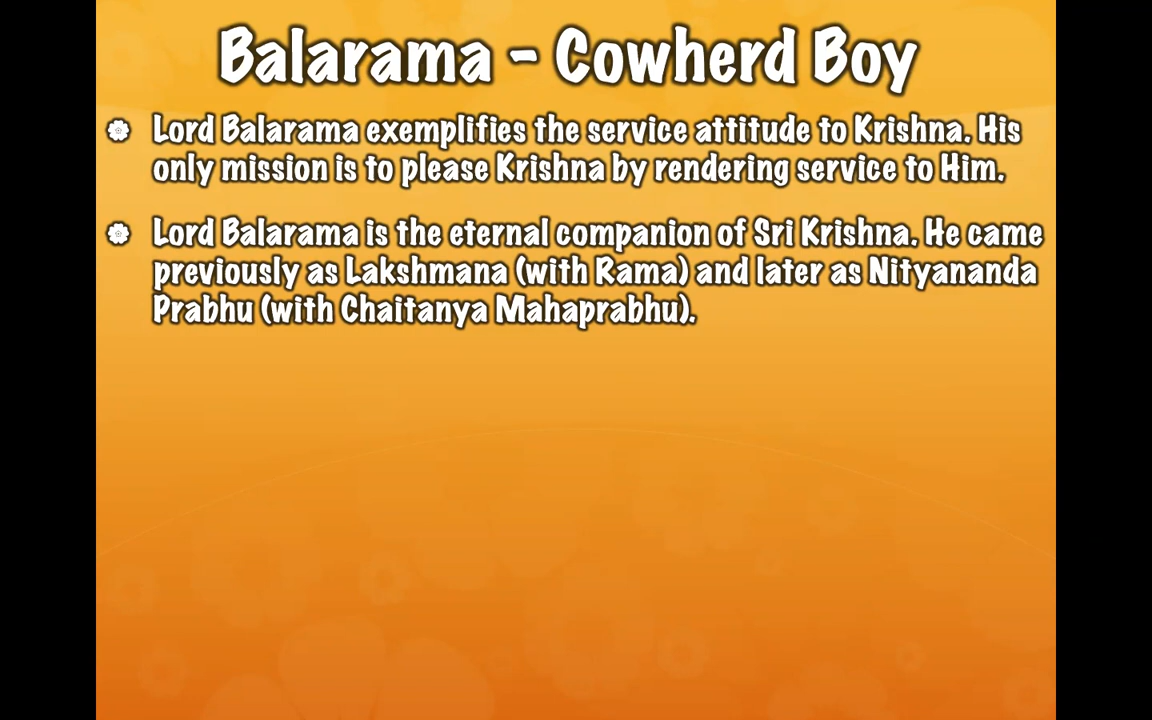 Balarama - Cowherd Boy
Lord Balarama exemplifies the service attitude to Krishna. His
only mission is to please Krishna by rendering service to Him.
Lord Balarama is the eternal companion of Sri Krishna. He came
previously as Lakshmana (with Rama) and later as Nityananda
Prabhu (with Chaitanya Mahaprabhu).